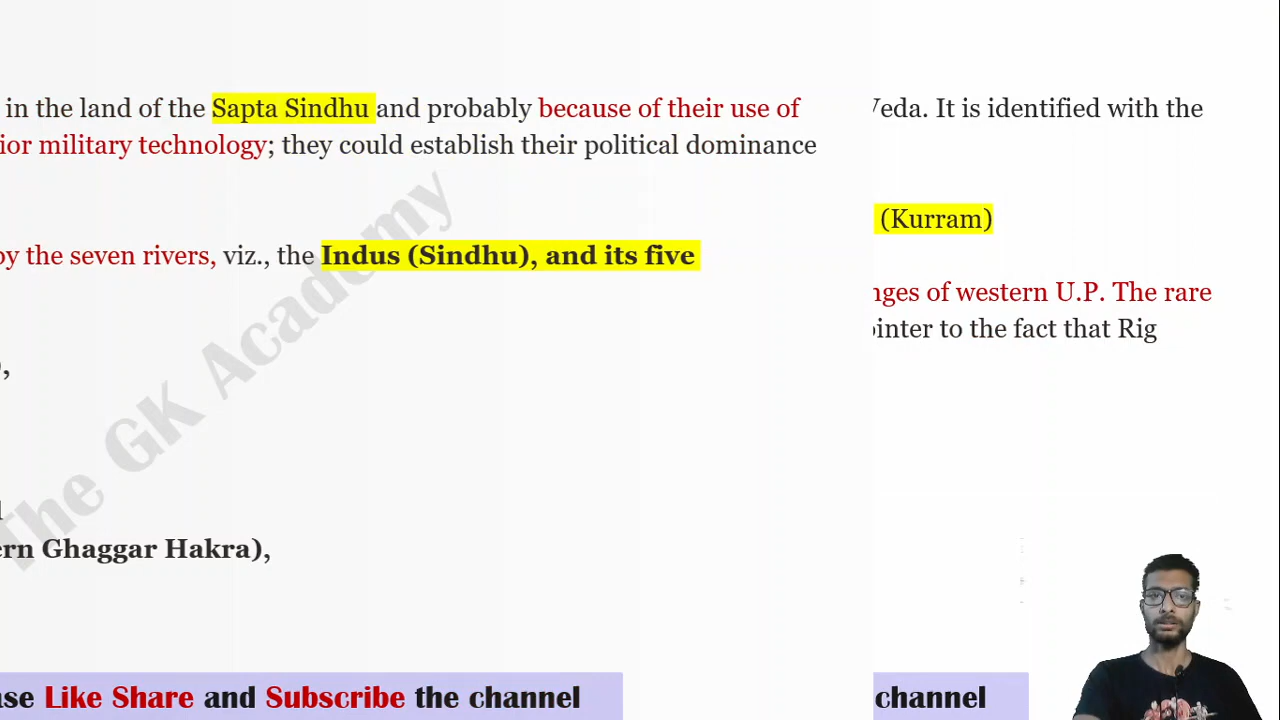 in the land of the Sapta Sindhu and probably because of their use of
ior military technology; they could establish their political dominance
by the seven rivers, viz., the Indus (Sindhu), and its five
),
ern Ghaggar Hakra),
The GK Academy
se Like Share and Subscribe the channel
Veda. It is identified with the
(Kurram)
nges of western U.P. The rare
ointer to the fact that Rig
channel